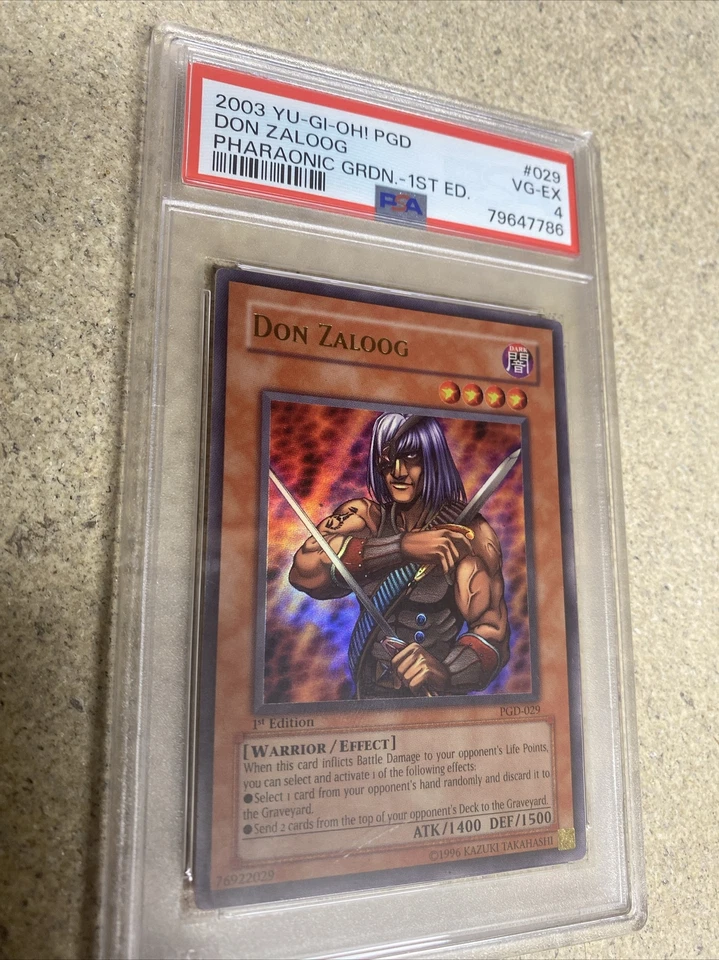 2003 YU-GI-OH! PGD
#029
DON ZALOOG
VG-EX
PHARAONIC GRDN.-1ST ED.
4
PSA
79647786
DON ZALOOG
DARK
闇
1st Edition
PGD-029
[WARRIOR/EFFECT]
When this card inflicts Battle Damage to your opponent's Life Points,
you can select and activate 1 of the following effects:
●Select 1 card from your opponent's hand randomly and discard it to
the Graveyard.
●Send 2 cards from the top of your opponent's Deck to the Graveyard.
ATK/1400 DEF/1500
76922029
©1996 KAZUKI TAKAHASHI